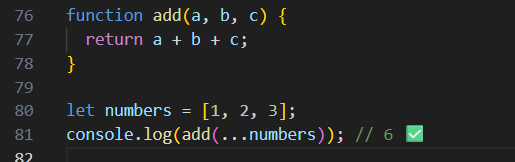 76 function add(a, b, c) {
77   return a + b + c;
78 }
79
80 let numbers = [1, 2, 3];
81 console.log(add(...numbers)); // 6 ✅
82